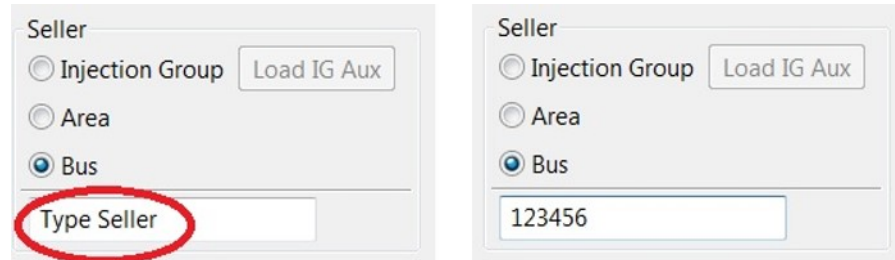 Seller
Injection Group Load IG Aux
Area
Bus
Type Seller
Seller
Injection Group Load IG Aux
Area
Bus
123456